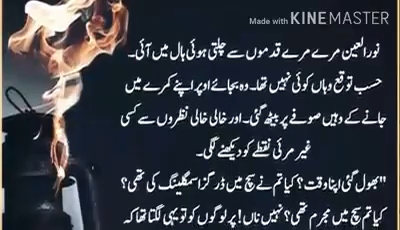 Made with KINEMASTER
نورالعین مرے مرے قدموں سے چلتی ہوئی ہال میں آئی۔
حسب توقع وہاں کوئی نہیں تھا۔ وہ بجائے اوپر اپنے کمرے میں
جانے کے وہیں صوفے پر بیٹھ گئی۔ اور خالی خالی نظروں سے کسی
غیر مرئی نقطے کو دیکھنے لگی۔
"بھول گئی اپنا وقت؟ کیا تم نے سچ میں ڈرگز اسمگلینگ کی تھی؟
کیا تم سچ میں مجرم تھی؟ نہیں ناں! پر لوگوں کو تو یہی لگتا تھا کہ